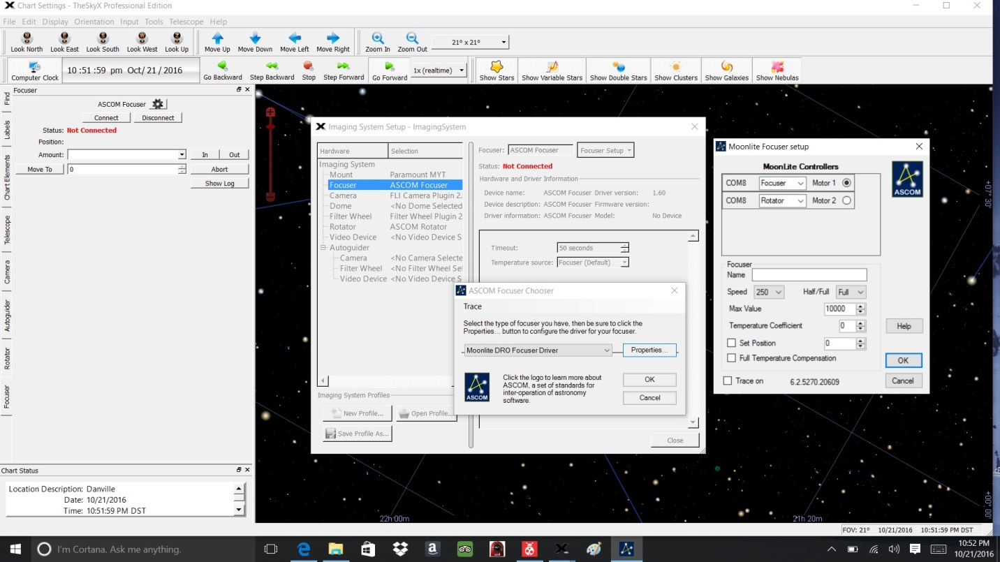 Chart Settings - TheSkyX Professional Edition
File Edit Display Orientation Input Tools Telescope Help
Look North Look East Look South Look West Look Up Move Up Move Down Move Left Move Right Zoom In Zoom Out 21° x 21°
Computer Clock 10 :51 :59 pm Oct/ 21 / 2016 Go Backward Step Backward Stop Step Forward Go Forward 1x (realtime) Show Stars Show Variable Stars Show Double Stars Show Clusters Show Galaxies Show Nebulas
Find
Labels
Chart Elements
Telescope
Camera
Autoguider
Rotator
Focuser
Focuser
ASCOM Focuser
Connect Disconnect
Status: Not Connected
Position:
Amount: In Out
Move To 0 Abort
Show Log
Chart Status
Location Description: Danville
Date: 10/21/2016
Time: 10:51:59 PM DST
Imaging System Setup - ImagingSystem
Hardware Selection
Imaging System
Mount Paramount MYT
Focuser ASCOM Focuser
Camera FLI Camera Plugin 2.
Dome <No Dome Selected
Filter Wheel Filter Wheel Plugin 2
Rotator ASCOM Rotator
Video Device <No Video Device S
Autoguider
Camera <No Camera Selecte
Filter Wheel <No Filter Wheel Sel
Video Device <No Video Device S
Imaging System Profiles
New Profile... Open Profile...
Save Profile As...
Focuser: ASCOM Focuser Focuser Setup
Status: Not Connected
Hardware and Driver Information
Device name: ASCOM Focuser Driver version: 1.60
Device description: ASCOM Focuser Firmware version:
Driver information: ASCOM Focuser Model: No Device
Timeout: 50 seconds
Temperature source: Focuser (Default)
Close
ASCOM Focuser Chooser
Trace
Select the type of focuser you have, then be sure to click the
Properties... button to configure the driver for your focuser.
Moonlite DRO Focuser Driver Properties...
ASCOM
Click the logo to learn more about
ASCOM, a set of standards for
inter-operation of astronomy
software.
OK
Cancel
Moonlite Focuser setup
MoonLite Controllers
COM8 Focuser Motor 1
COM8 Rotator Motor 2
ASCOM
Focuser
Name
Speed 250 Half/Full Full
Max Value 10000
Temperature Coefficient 0
Set Position 0
Full Temperature Compensation
Trace on 6.2.5270.20609
Help
OK
Cancel
+07° 30'
+00° 00'
22h 00m
21h 20m
FOV: 21° 10/21/2016 10:51:59 PM DST
I'm Cortana. Ask me anything.
10:52 PM
10/21/2016